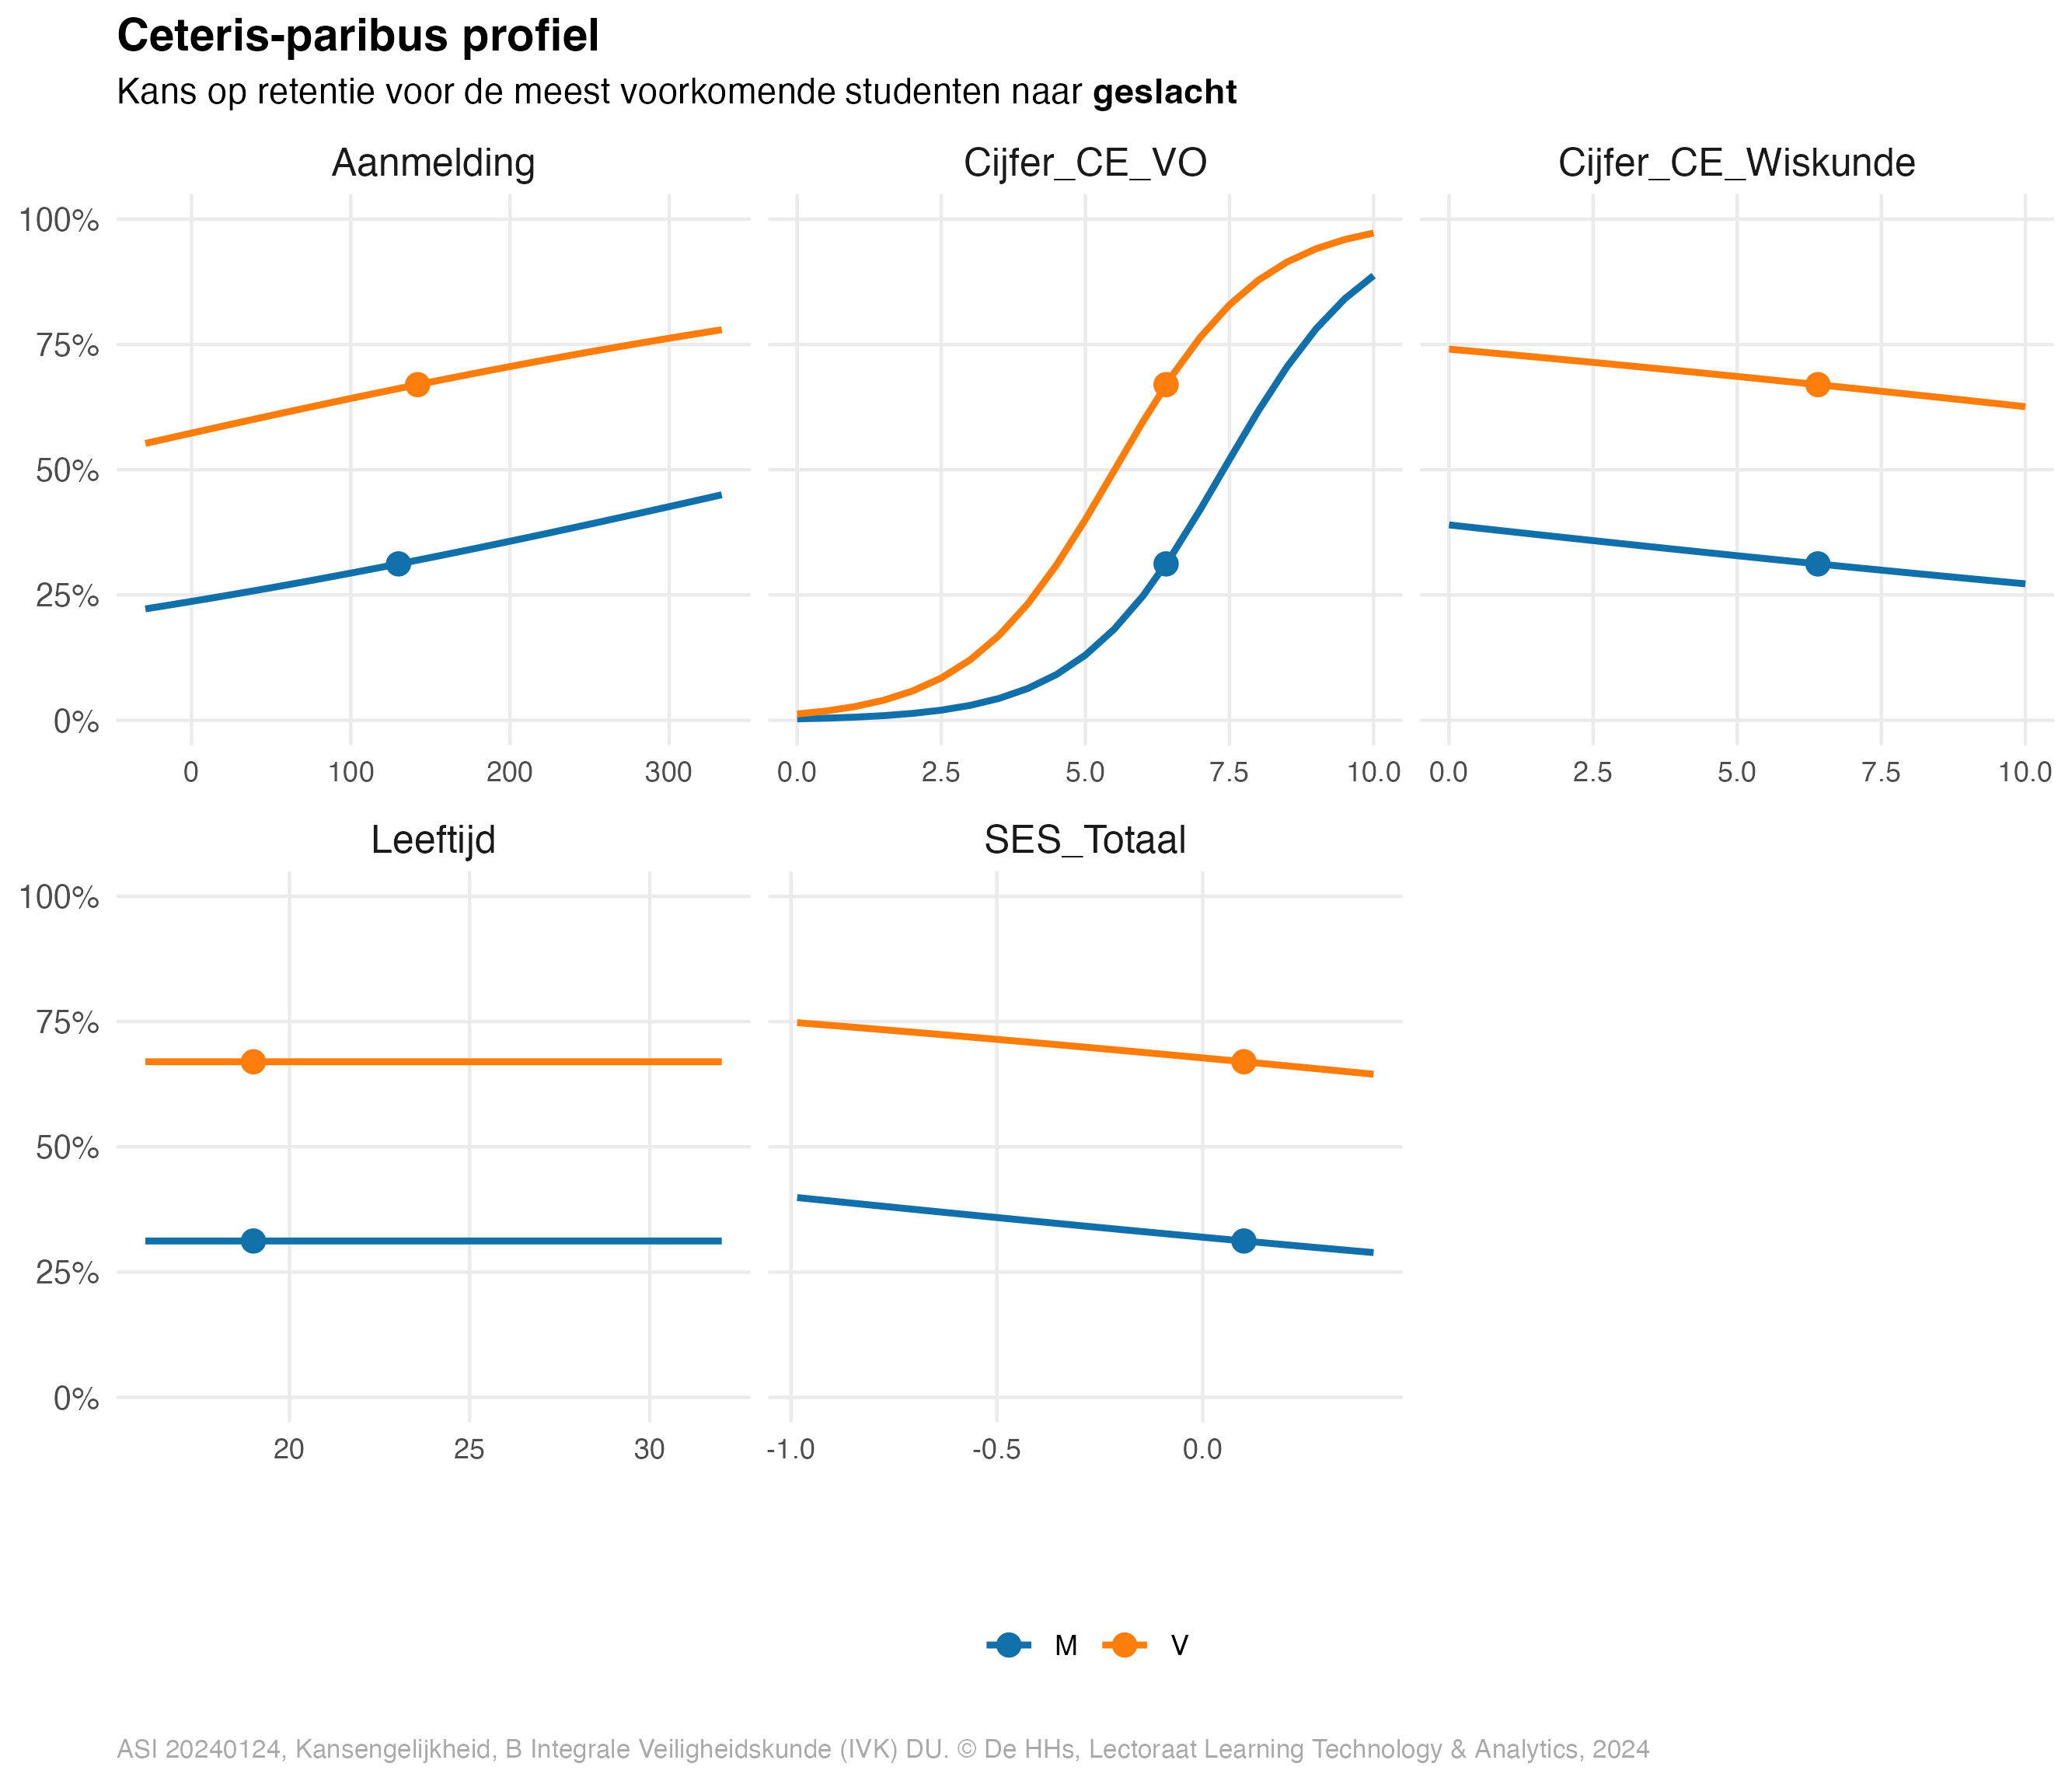 Ceteris-paribus profiel
Kans op retentie voor de meest voorkomende studenten naar geslacht
Aanmelding
Cijfer_CE_VO
Cijfer_CE_Wiskunde
100%
75%
50%
25%
0%
0 100 200 300
0.0 2.5 5.0 7.5 10.0
0.0 2.5 5.0 7.5 10.0
Leeftijd
SES_Totaal
100%
75%
50%
25%
0%
20 25 30
-1.0 -0.5 0.0
M V
ASI 20240124, Kansengelijkheid, B Integrale Veiligheidskunde (IVK) DU. © De HHs, Lectoraat Learning Technology & Analytics, 2024